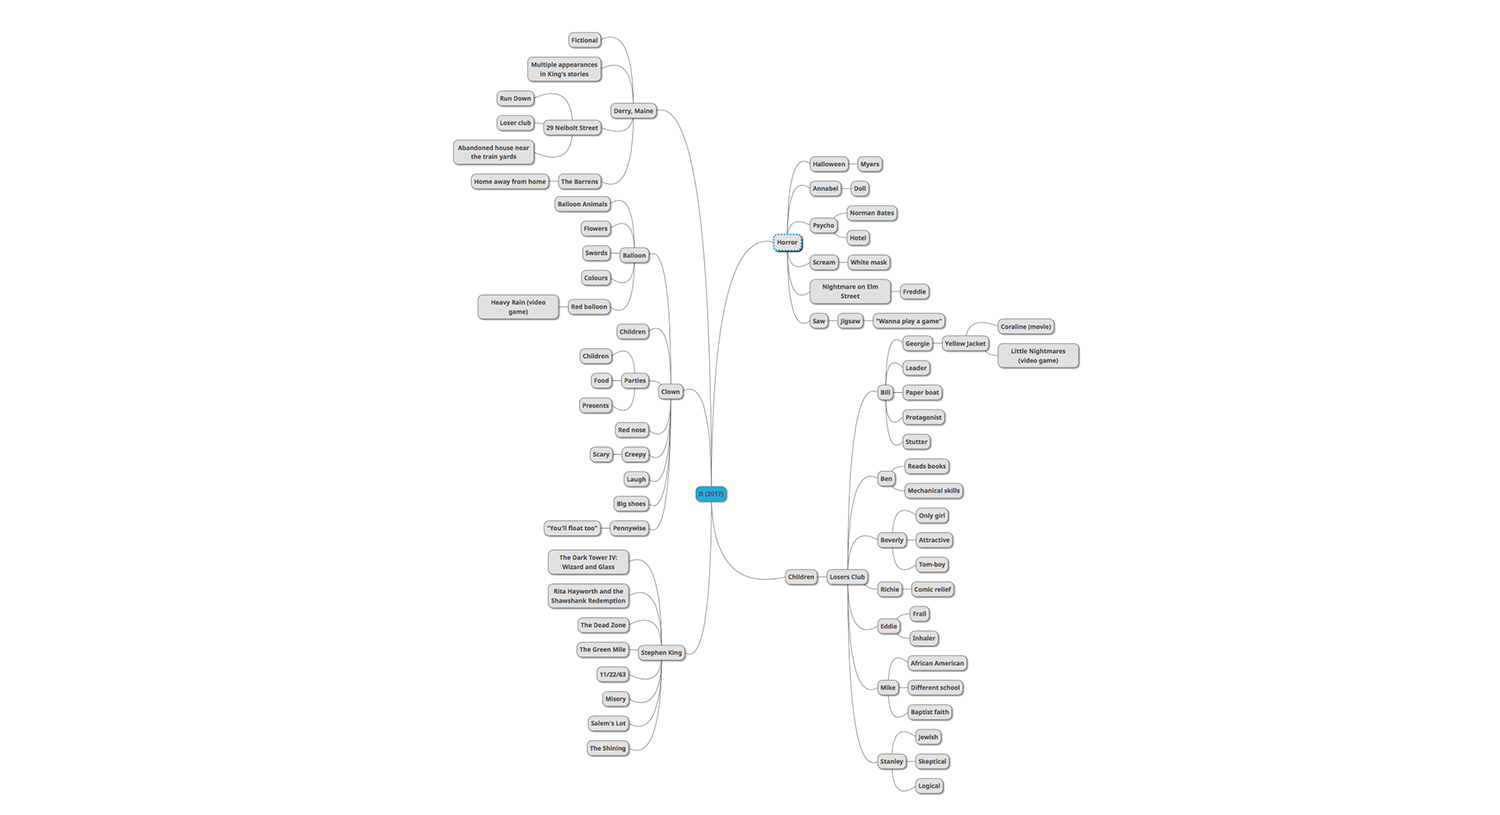 It (2017)
Derry, Maine
Fictional
Multiple appearances
in King's stories
29 Neibolt Street
Run Down
Loser club
Abandoned house near
the train yards
The Barrens
Home away from home
Clown
Balloon
Balloon Animals
Flowers
Swords
Colours
Red balloon
Heavy Rain (video
game)
Children
Parties
Children
Food
Presents
Red nose
Creepy
Scary
Laugh
Big shoes
Pennywise
"You'll float too"
Stephen King
The Dark Tower IV:
Wizard and Glass
Rita Hayworth and the
Shawshank Redemption
The Dead Zone
The Green Mile
11/22/63
Misery
Salem's Lot
The Shining
Horror
Halloween
Myers
Annabel
Doll
Psycho
Norman Bates
Hotel
Scream
White mask
Nightmare on Elm
Street
Freddie
Saw
Jigsaw
"Wanna play a game"
Children
Losers Club
Bill
Georgie
Yellow Jacket
Coraline (movie)
Little Nightmares
(video game)
Leader
Paper boat
Protagonist
Stutter
Ben
Reads books
Mechanical skills
Beverly
Only girl
Attractive
Tom-boy
Richie
Comic relief
Eddie
Frail
Inhaler
Mike
African American
Different school
Baptist faith
Stanley
Jewish
Skeptical
Logical